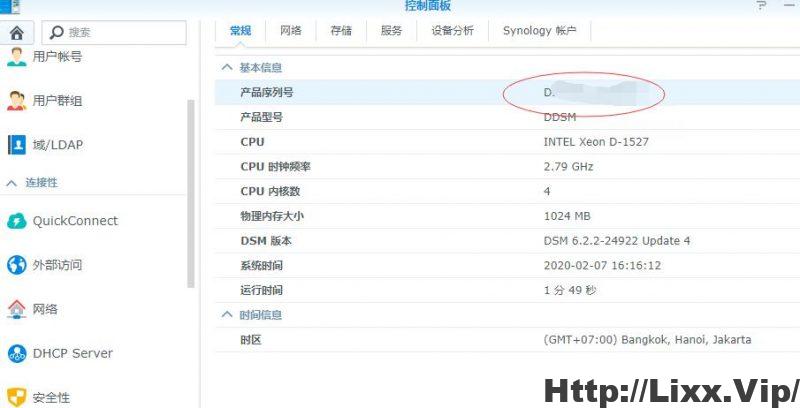 控制面板
搜索
常规 网络 存储 服务 设备分析 Synology 帐户
用户帐号
用户群组
域/LDAP
连接性
QuickConnect
外部访问
网络
DHCP Server
安全性
基本信息
产品序列号 D.
产品型号 DDSM
CPU INTEL Xeon D-1527
CPU 时钟频率 2.79 GHz
CPU 内核数 4
物理内存大小 1024 MB
DSM 版本 DSM 6.2.2-24922 Update 4
系统时间 2020-02-07 16:16:12
运行时间 1 分 49 秒
时间信息
时区 (GMT+07:00) Bangkok, Hanoi, Jakarta
Http://Lixx.Vip/